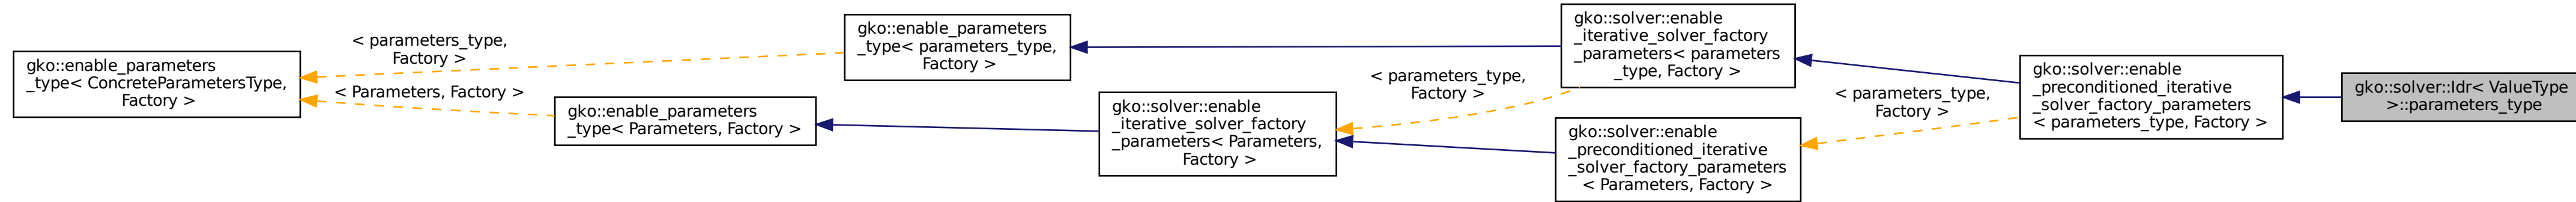 gko::enable_parameters
_type< ConcreteParametersType,
Factory >
< parameters_type,
Factory >
< Parameters, Factory >
gko::enable_parameters
_type< parameters_type,
Factory >
gko::enable_parameters
_type< Parameters, Factory >
gko::solver::enable
_iterative_solver_factory
_parameters< Parameters,
Factory >
< parameters_type,
Factory >
gko::solver::enable
_iterative_solver_factory
_parameters< parameters
_type, Factory >
gko::solver::enable
_preconditioned_iterative
_solver_factory_parameters
< Parameters, Factory >
< parameters_type,
Factory >
gko::solver::enable
_preconditioned_iterative
_solver_factory_parameters
< parameters_type, Factory >
gko::solver::Idr< ValueType
>::parameters_type